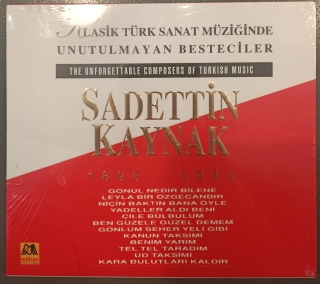 KLASİK TÜRK SANAT MÜZİĞİNDE
UNUTULMAYAN BESTECİLER
THE UNFORGETTABLE COMPOSERS OF TURKISH MUSIC
SADETTİN
KAYNAK
GÖNÜL NEDİR BİLENE
LEYLA BİR ÖZGECANDIR
NİÇİN BAKTIN BANA ÖYLE
YADELLER ALDI BENİ
ÇİLE BÜLBÜLÜM
BEN GÜZELE GÜZEL DEMEM
GÖNLÜM SEHER YELİ GİBİ
KANUN TAKSİMİ
BENİM YARİM
TEL TEL TARADIM
UD TAKSİMİ
KARA BULUTLARI KALDIR